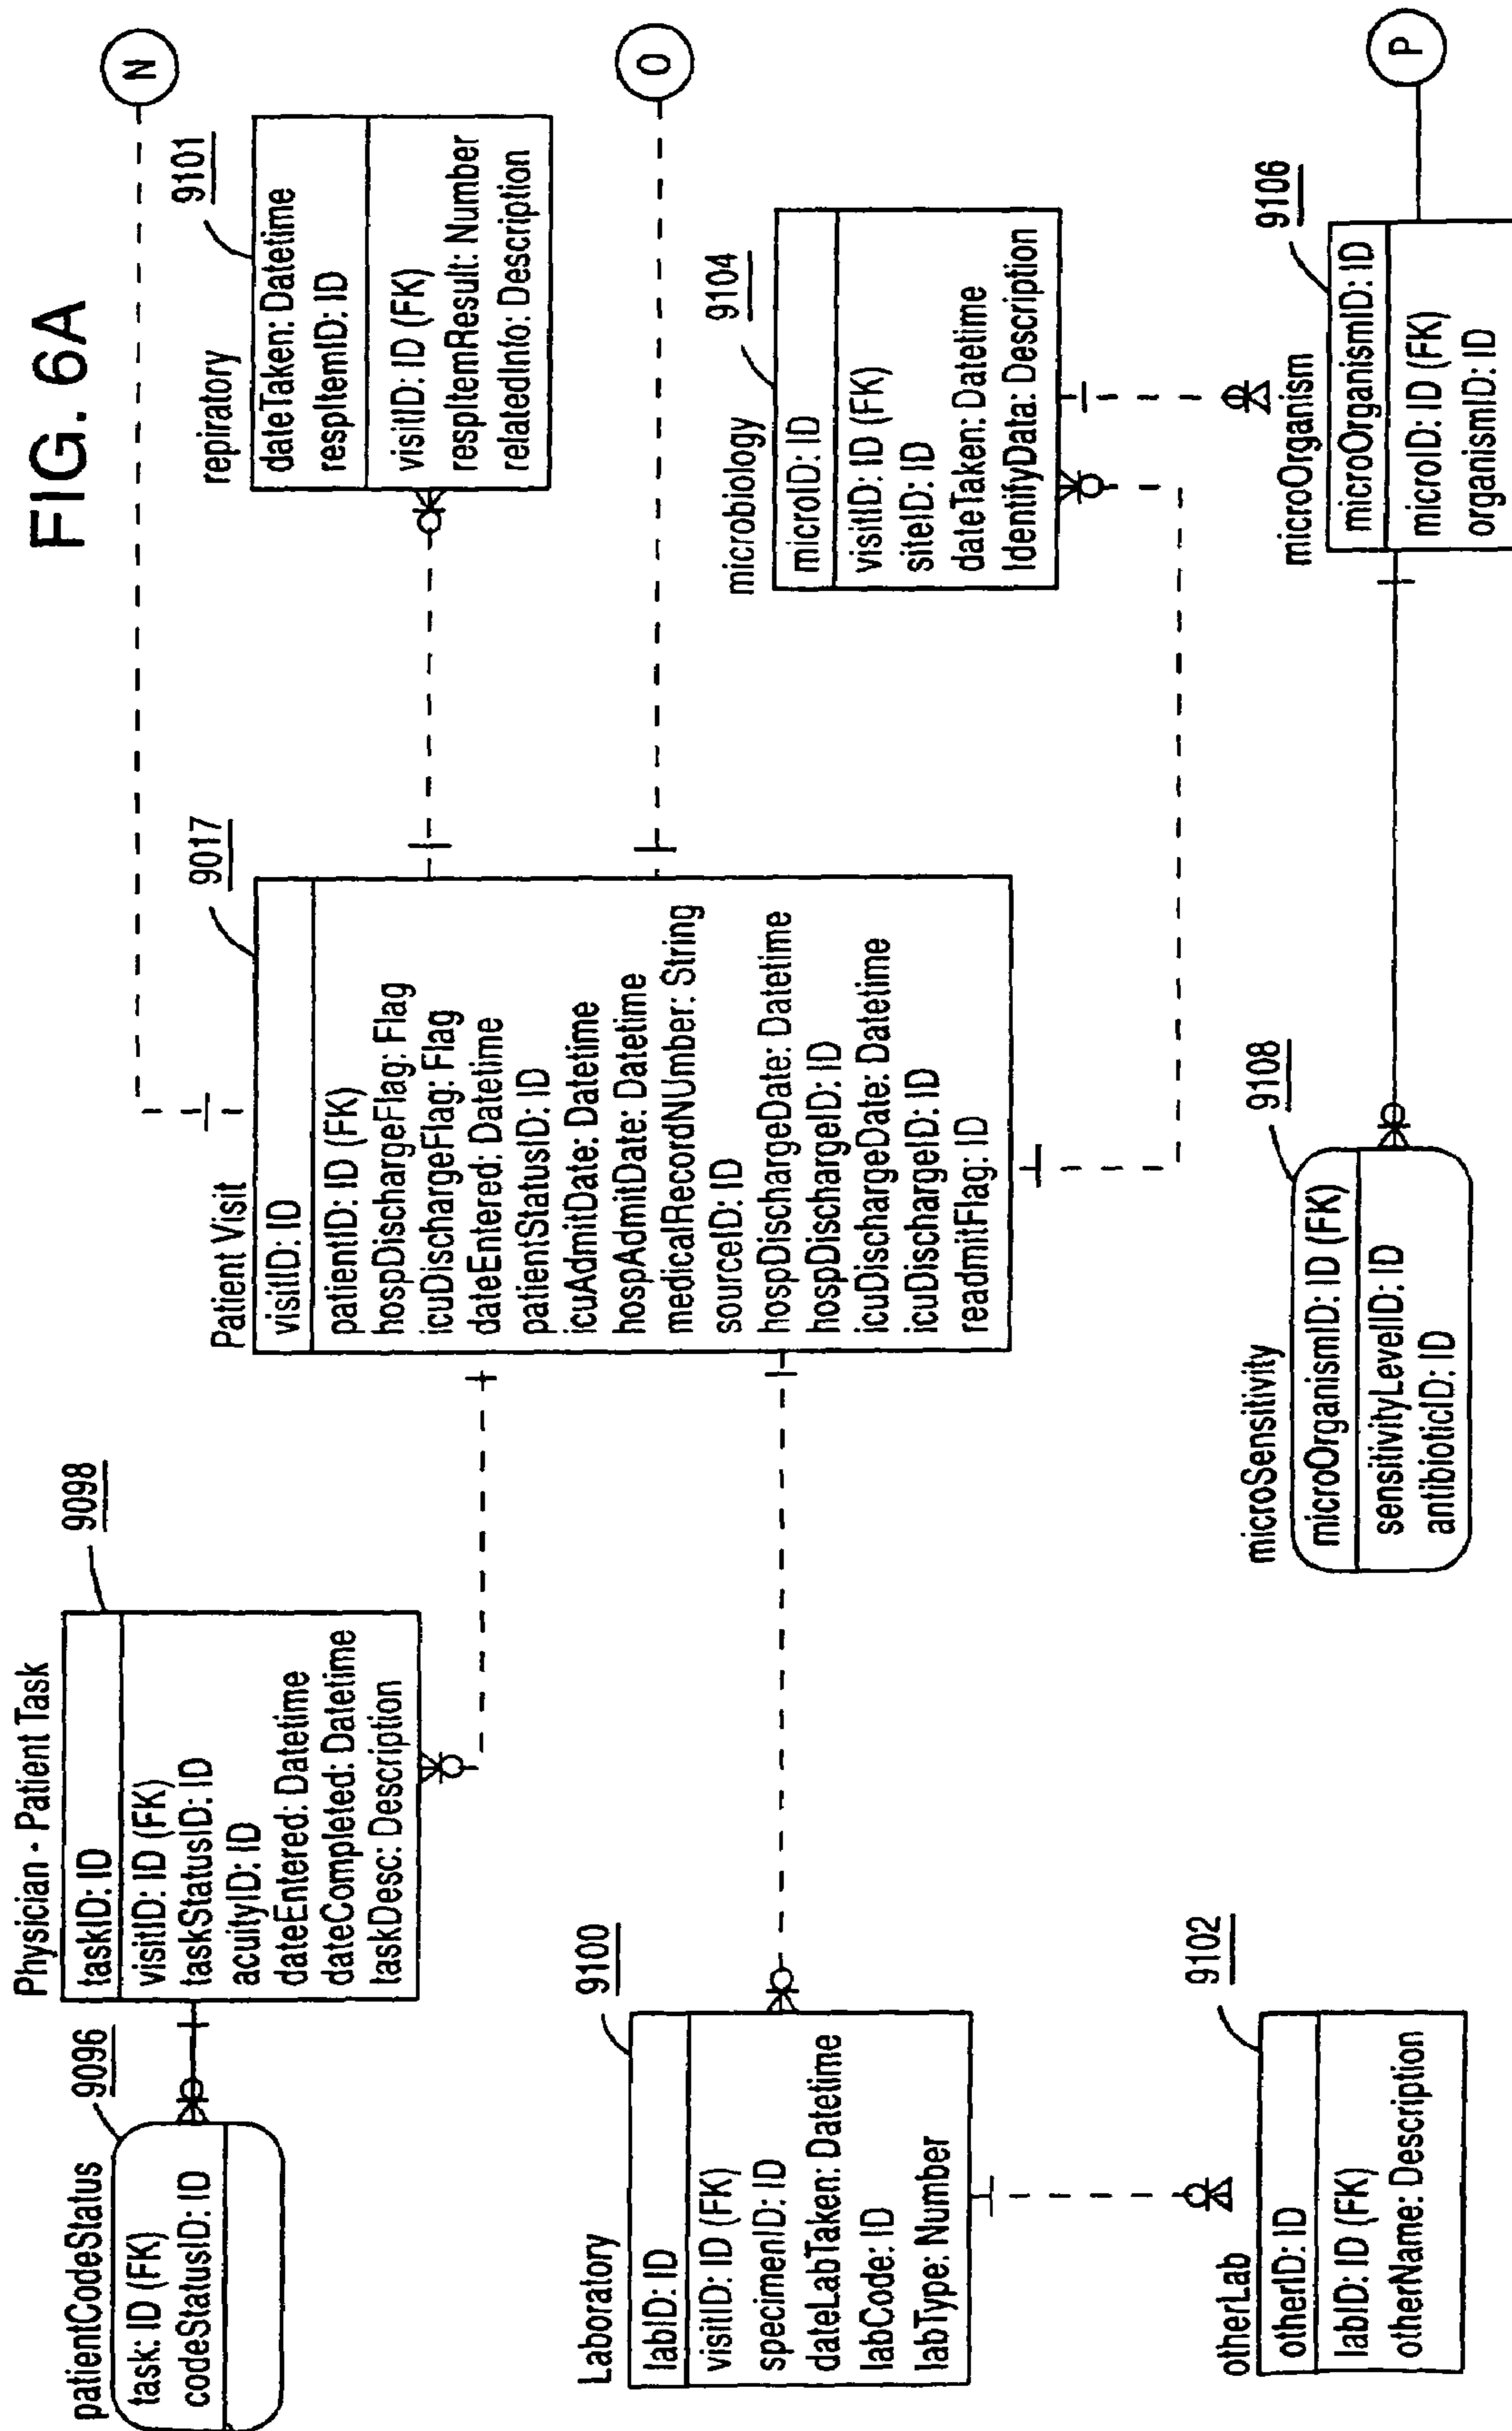 FIG. 6A
patientCodeStatus
9096
task: ID (FK)
codeStatusID: ID
Physician - Patient Task
9098
taskID: ID
visitID: ID (FK)
taskStatusID: ID
acuityID: ID
dateEntered: Datetime
dateCompleted: Datetime
taskDesc: Description
Patient Visit
9017
visitID: ID
patientID: ID (FK)
hospDischargeFlag: Flag
icuDischargeFlag: Flag
dateEntered: Datetime
patientStatusID: ID
icuAdmitDate: Datetime
hospAdmitDate: Datetime
medicalRecordNUmber: String
sourceID: ID
hospDischargeDate: Datetime
hospDischargeID: ID
icuDischargeDate: Datetime
icuDischargeID: ID
readmitFlag: ID
N
repiratory
9101
dateTaken: Datetime
respItemID: ID
visitID: ID (FK)
respItemResult: Number
relatedInfo: Description
O
Laboratory
9100
labID: ID
visitID: ID (FK)
specimenID: ID
dateLabTaken: Datetime
labCode: ID
labType: Number
microbiology
9104
microID: ID
visitID: ID (FK)
siteID: ID
dateTaken: Datetime
IdentifyData: Description
otherLab
9102
otherID: ID
labID: ID (FK)
otherName: Description
microSensitivity
9108
microOrganismID: ID (FK)
sensitivityLevelID: ID
antibioticID: ID
microOrganism
9106
microOrganismID: ID
microID: ID (FK)
organismID: ID
P